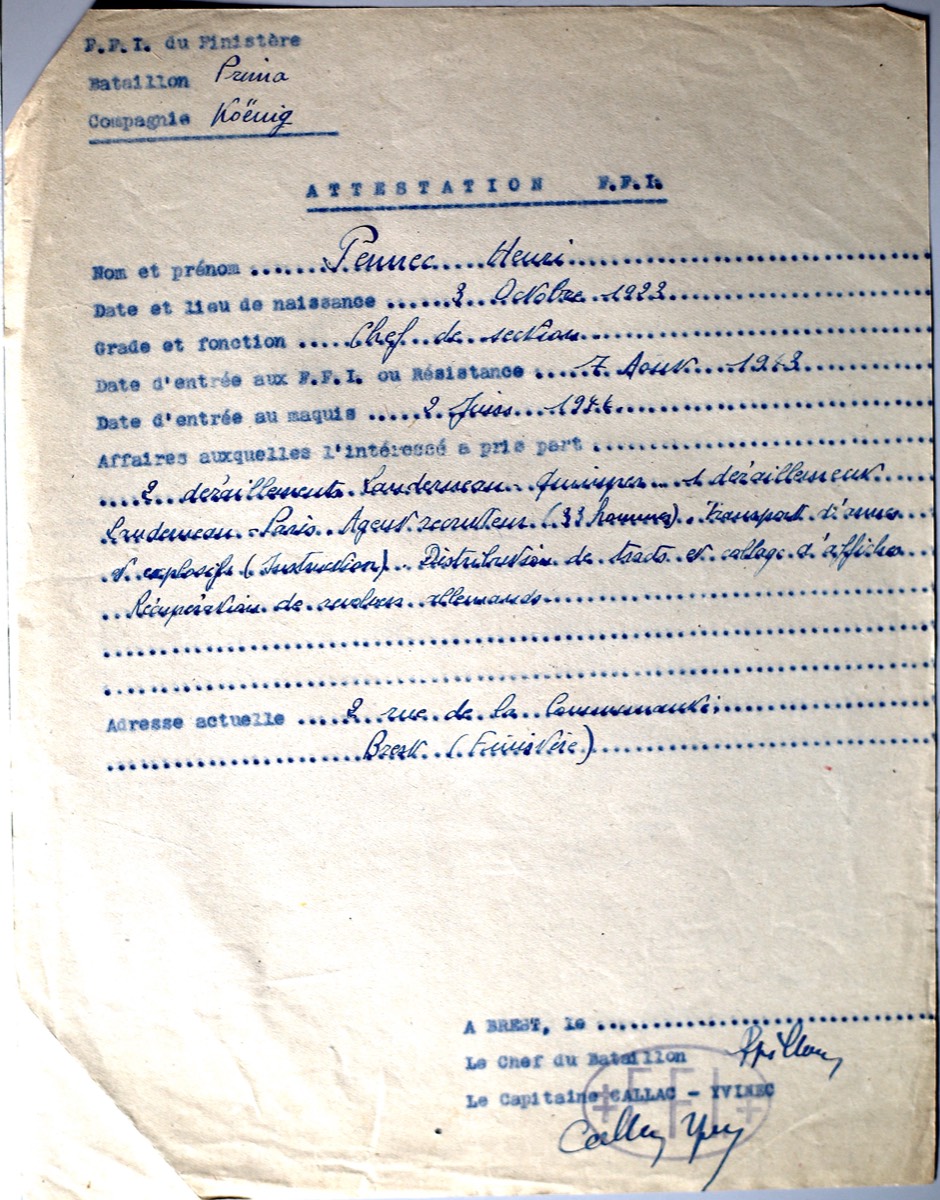 F.F.I. du Finistère
Bataillon Prima
Compagnie Koënig
ATTESTATION F.F.I.
Nom et prénom ....... Pennec ..... Henri ..............................
Date et lieu de naissance ....... 3 Octobre 1923 ..............................
Grade et fonction ..... Chef de section ..............................
Date d'entrée aux F.F.I. ou Résistance ..... 7 Aout 1943 ...............
Date d'entrée au maquis ..... 2 Juin 1944 ..............................
Affaires auxquelles l'intéressé a pris part ..............................
.... 2 déraillements Landerneau - Quimper - 1 déraillement
Landerneau - Paris Agent recruteur (33 hommes) Transport d'armes
et explosifs (Instruction) . Distribution de tracts et collage d'affiches
Récupération de allemands ..............................
Adresse actuelle .... 2 rue de la Communauté ..............................
Brest (Finistère) ..............................
A BREST, le ..............................
Le Chef du Bataillon
Le Capitaine CALLAC - YVINEC
FFI